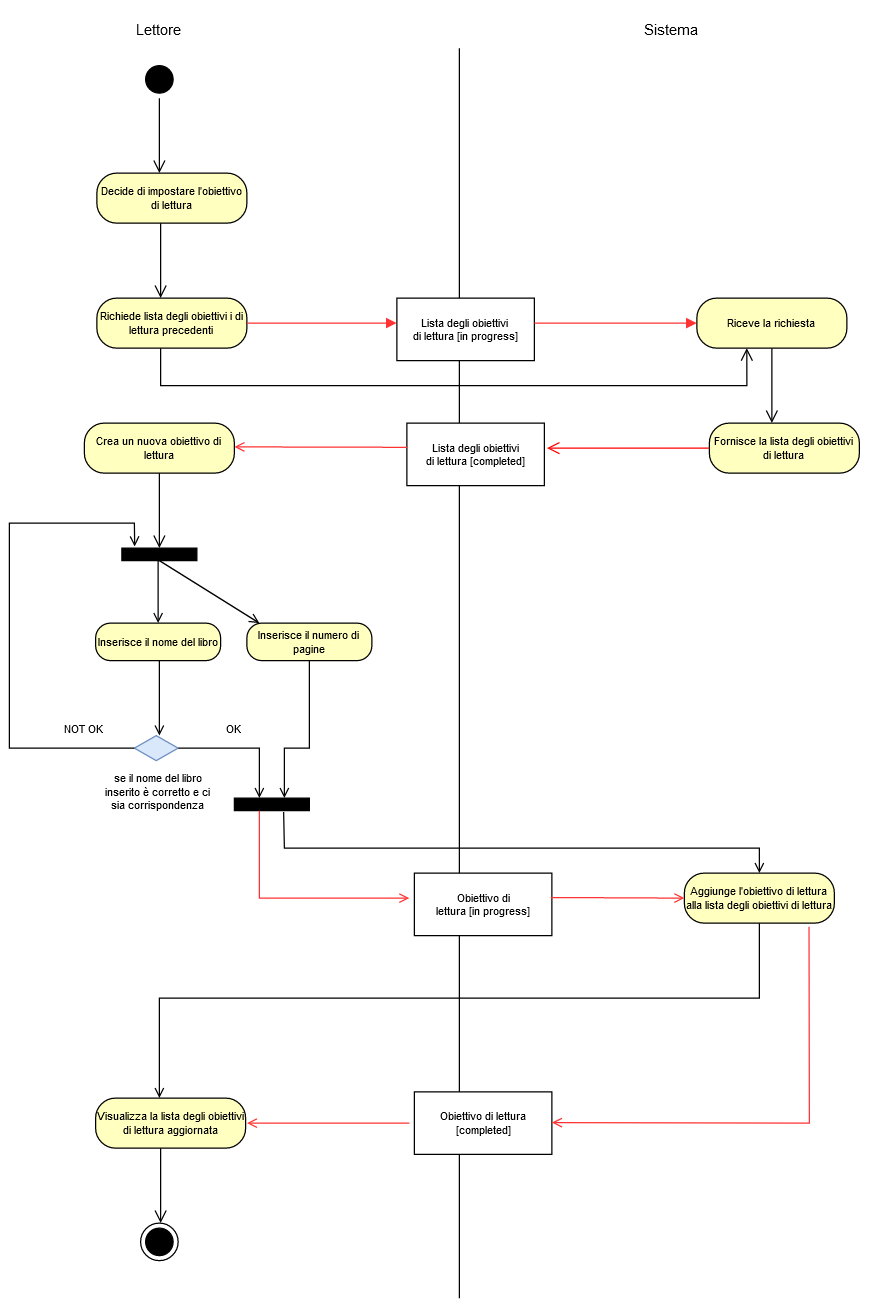 Lettore
Sistema
Decide di impostare l'obiettivo
di lettura
Richiede lista degli obiettivi i di
lettura precedenti
Lista degli obiettivi
di lettura [in progress]
Riceve la richiesta
Crea un nuova obiettivo di
lettura
Lista degli obiettivi
di lettura [completed]
Fornisce la lista degli obiettivi
di lettura
Inserisce il nome del libro
Inserisce il numero di
pagine
NOT OK
OK
se il nome del libro
inserito è corretto e ci
sia corrispondenza
Obiettivo di
lettura [in progress]
Aggiunge l'obiettivo di lettura
alla lista degli obiettivi di lettura
Visualizza la lista degli obiettivi
di lettura aggiornata
Obiettivo di lettura
[completed]